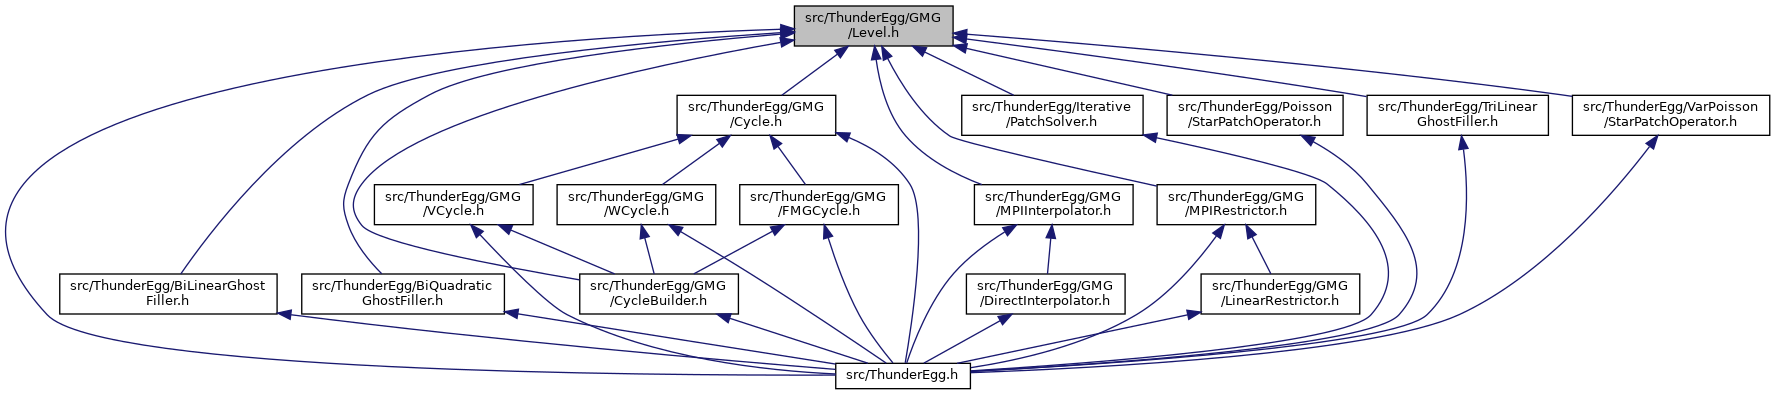 src/ThunderEgg/GMG
/Level.h
src/ThunderEgg/GMG
/Cycle.h
src/ThunderEgg/Iterative
/PatchSolver.h
src/ThunderEgg/Poisson
/StarPatchOperator.h
src/ThunderEgg/TriLinear
GhostFiller.h
src/ThunderEgg/VarPoisson
/StarPatchOperator.h
src/ThunderEgg/GMG
/VCycle.h
src/ThunderEgg/GMG
/WCycle.h
src/ThunderEgg/GMG
/FMGCycle.h
src/ThunderEgg/GMG
/MPIInterpolator.h
src/ThunderEgg/GMG
/MPIRestrictor.h
src/ThunderEgg/BiLinearGhost
Filler.h
src/ThunderEgg/BiQuadratic
GhostFiller.h
src/ThunderEgg/GMG
/CycleBuilder.h
src/ThunderEgg/GMG
/DirectInterpolator.h
src/ThunderEgg/GMG
/LinearRestrictor.h
src/ThunderEgg.h